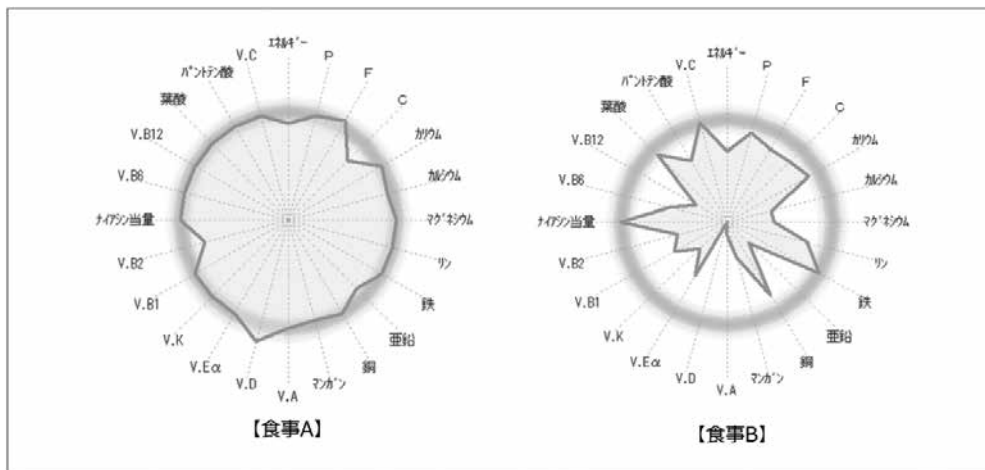 エネルギー
P
F
C
カリウム
カルシウム
マグネシウム
リン
鉄
亜鉛
銅
マンガン
V.A
V.D
V.Eα
V.K
V.B1
V.B2
ナイアシン当量
V.B6
V.B12
葉酸
パントテン酸
V.C
【食事A】
エネルギー
P
F
C
カリウム
カルシウム
マグネシウム
リン
鉄
亜鉛
銅
マンガン
V.A
V.D
V.Eα
V.K
V.B1
V.B2
ナイアシン当量
V.B6
V.B12
葉酸
パントテン酸
V.C
【食事B】